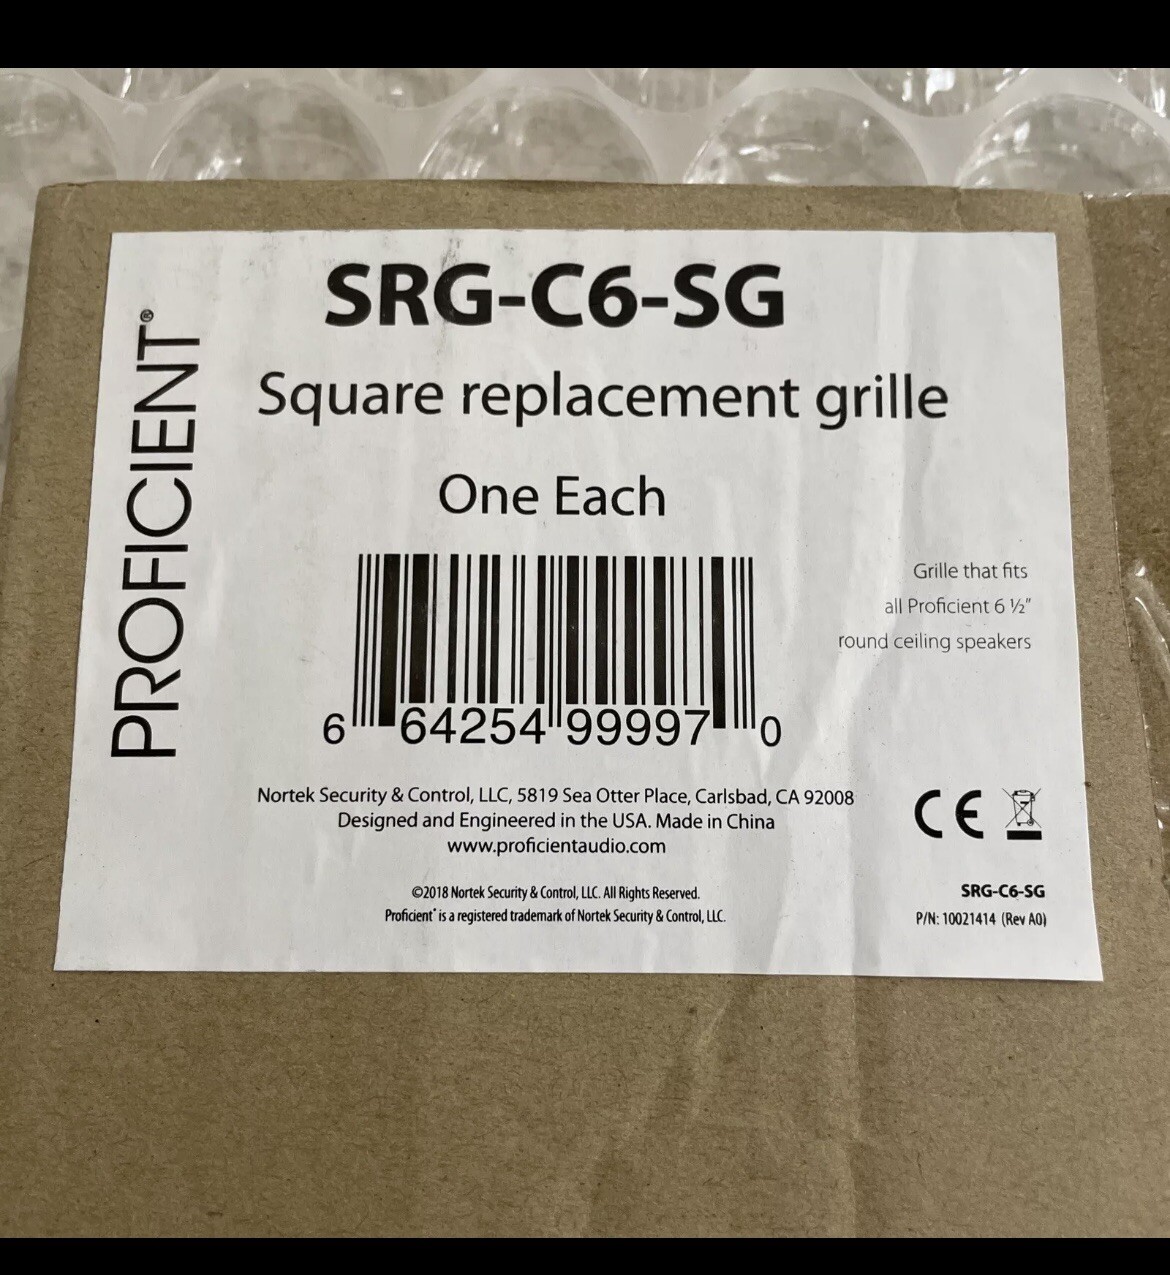 PROFICIENT®
SRG-C6-SG
Square replacement grille
One Each
Grille that fits
all Proficient 6 ½"
round ceiling speakers
6 64254 99997 0
Nortek Security & Control, LLC, 5819 Sea Otter Place, Carlsbad, CA 92008
Designed and Engineered in the USA. Made in China
www.proficientaudio.com
CE
©2018 Nortek Security & Control, LLC. All Rights Reserved.
Proficient® is a registered trademark of Nortek Security & Control, LLC.
SRG-C6-SG
P/N: 10021414 (Rev A0)